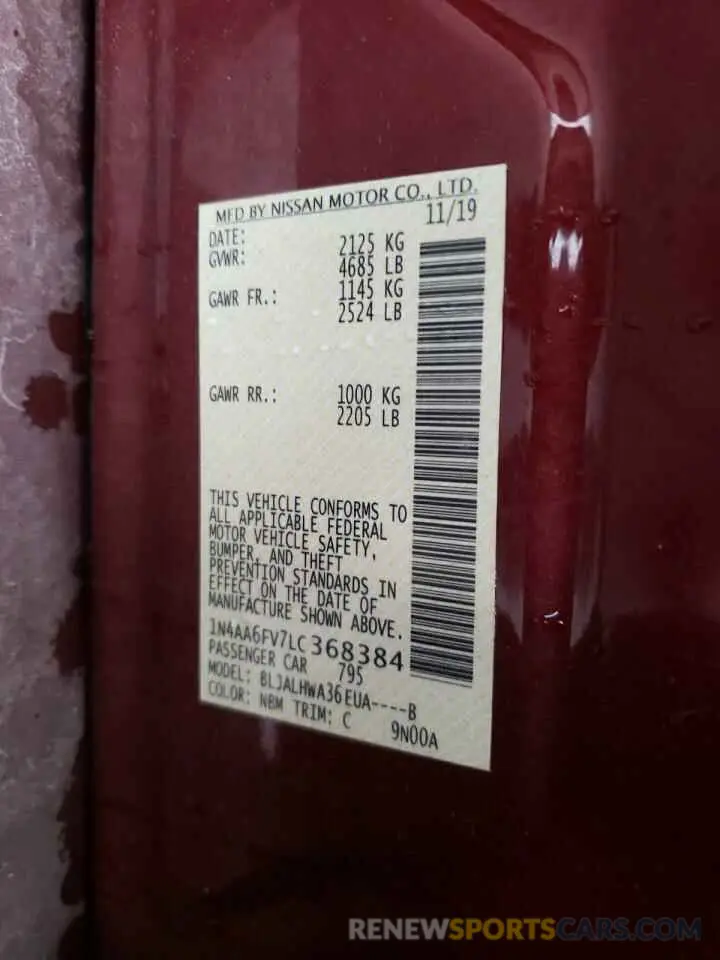 MFD BY NISSAN MOTOR CO., LTD.
DATE: 11/19
GVWR: 2125 KG
4685 LB
GAWR FR.: 1145 KG
2524 LB
GAWR RR.: 1000 KG
2205 LB
THIS VEHICLE CONFORMS TO
ALL APPLICABLE FEDERAL
MOTOR VEHICLE SAFETY,
BUMPER, AND THEFT
PREVENTION STANDARDS IN
EFFECT ON THE DATE OF
MANUFACTURE SHOWN ABOVE.
1N4AA6FV7LC368384
PASSENGER CAR 795
MODEL: BLJALHWA36EUA----B
COLOR: NBM TRIM: C 9N00A
RENEWSPORTSCARS.COM